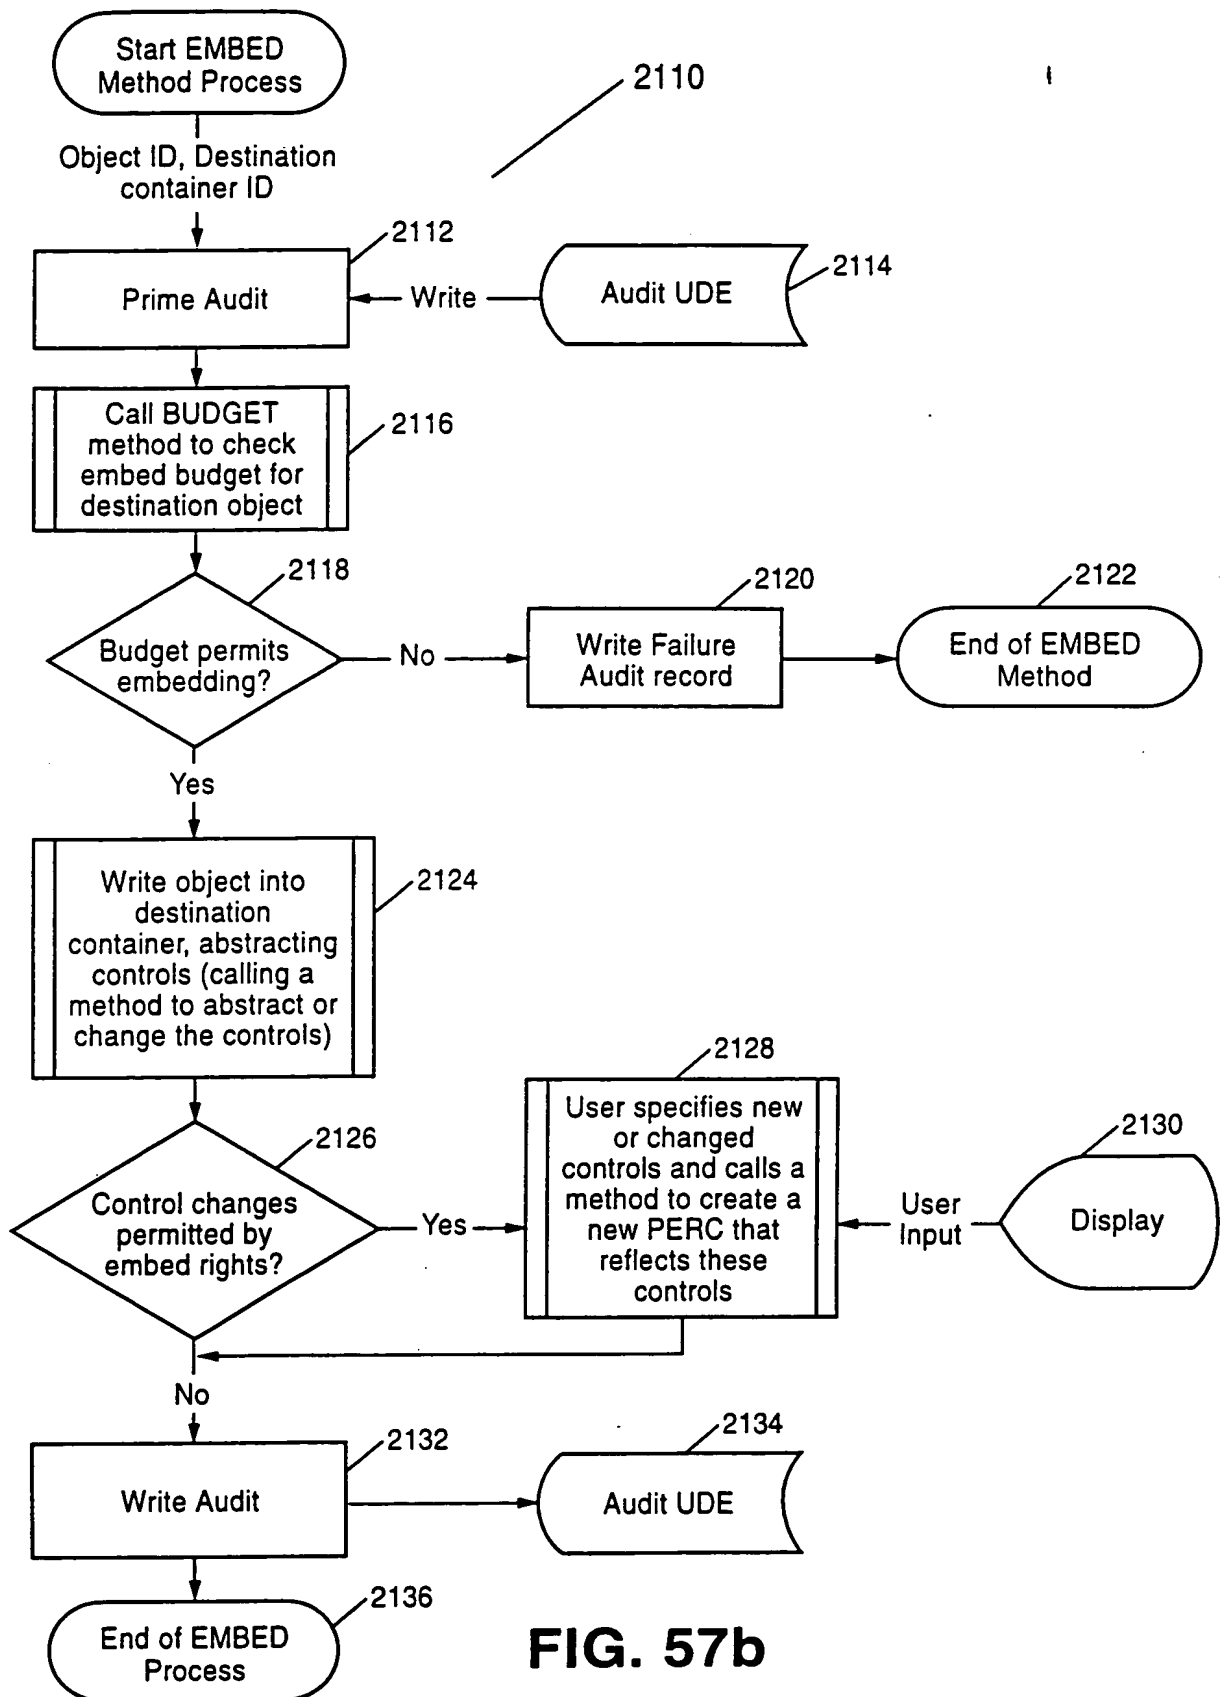 Start EMBED
Method Process
2110
Object ID, Destination
container ID
2112
Prime Audit
Write
Audit UDE
2114
Call BUDGET
method to check
embed budget for
destination object
2116
2118
Budget permits
embedding?
No
2120
Write Failure
Audit record
2122
End of EMBED
Method
Yes
Write object into
destination
container, abstracting
controls (calling a
method to abstract or
change the controls)
2124
2126
Control changes
permitted by
embed rights?
Yes
2128
User specifies new
or changed
controls and calls a
method to create a
new PERC that
reflects these
controls
User
Input
2130
Display
No
2132
Write Audit
2134
Audit UDE
2136
End of EMBED
Process
FIG. 57b